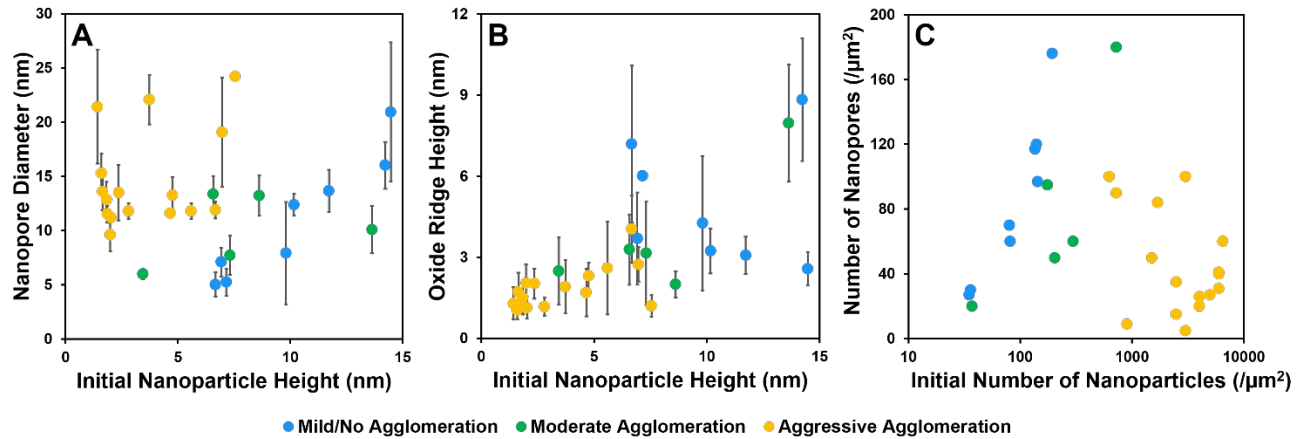 A
Nanopore Diameter (nm)
30
25
20
15
10
5
0
0 5 10 15
Initial Nanoparticle Height (nm)
B
Oxide Ridge Height (nm)
12
9
6
3
0
0 5 10 15
Initial Nanoparticle Height (nm)
C
Number of Nanopores (/µm²)
200
160
120
80
40
0
10 100 1000 10000
Initial Number of Nanoparticles (/µm²)
Mild/No Agglomeration Moderate Agglomeration Aggressive Agglomeration